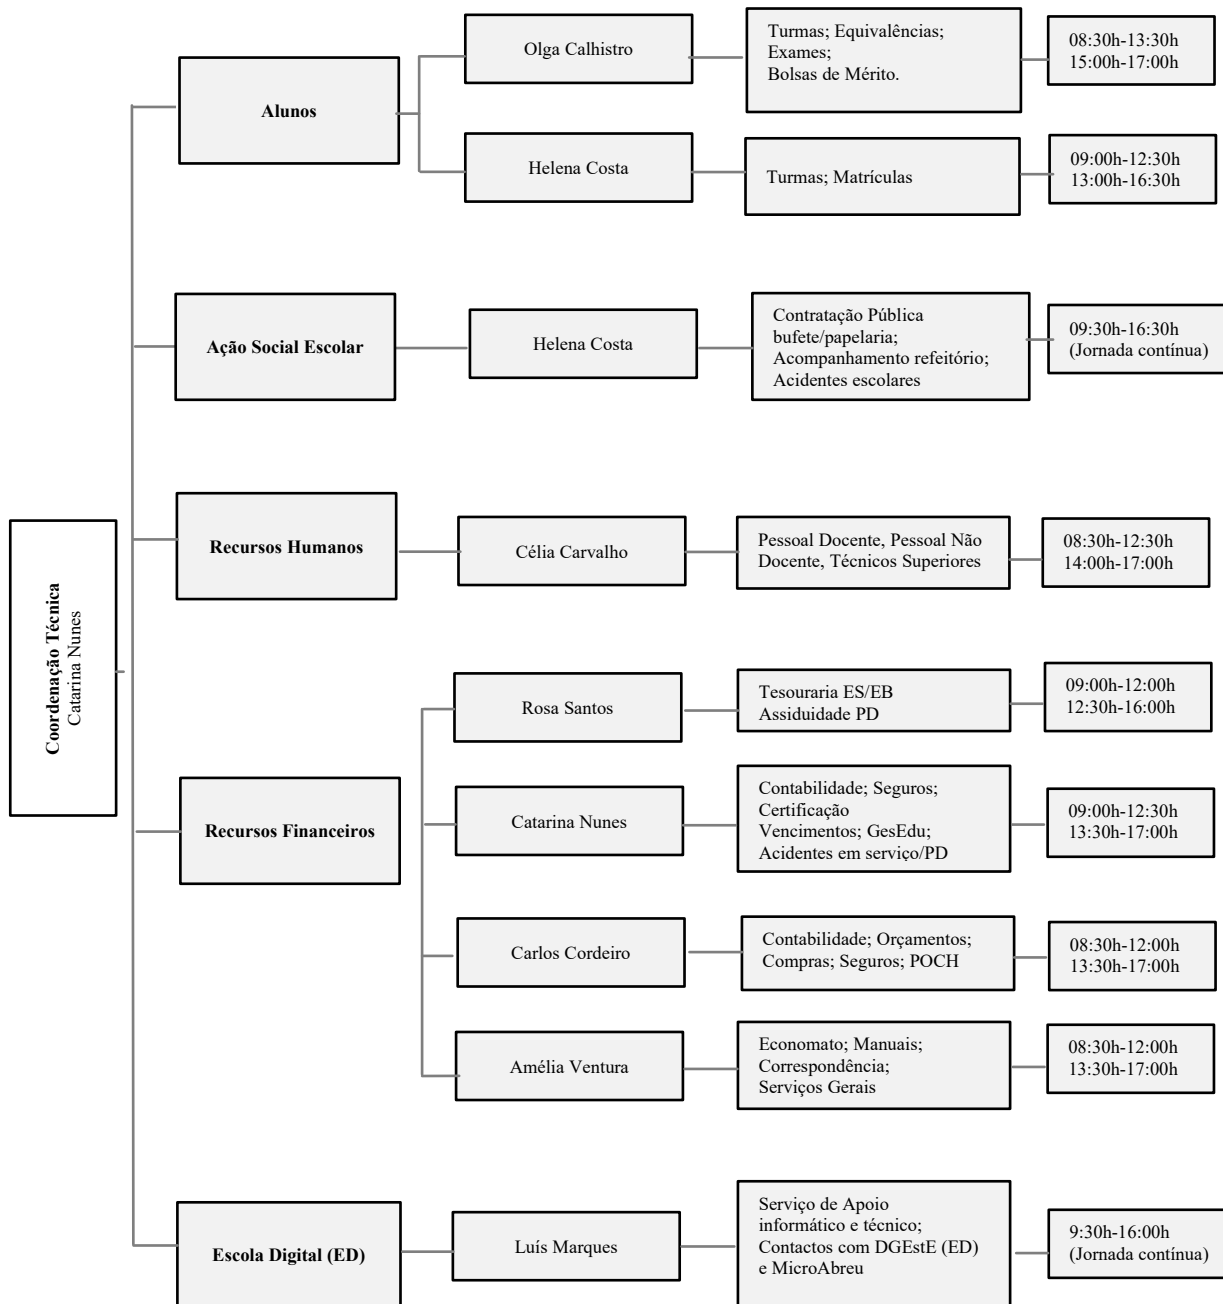 Coordenação Técnica
Catarina Nunes
Alunos
Olga Calhistro
Turmas; Equivalências;
Exames;
Bolsas de Mérito.
08:30h-13:30h
15:00h-17:00h
Helena Costa
Turmas; Matrículas
09:00h-12:30h
13:00h-16:30h
Ação Social Escolar
Helena Costa
Contratação Pública
bufete/papelaria;
Acompanhamento refeitório;
Acidentes escolares
09:30h-16:30h
(Jornada contínua)
Recursos Humanos
Célia Carvalho
Pessoal Docente, Pessoal Não
Docente, Técnicos Superiores
08:30h-12:30h
14:00h-17:00h
Recursos Financeiros
Rosa Santos
Tesouraria ES/EB
Assiduidade PD
09:00h-12:00h
12:30h-16:00h
Catarina Nunes
Contabilidade; Seguros;
Certificação
Vencimentos; GesEdu;
Acidentes em serviço/PD
09:00h-12:30h
13:30h-17:00h
Carlos Cordeiro
Contabilidade; Orçamentos;
Compras; Seguros; POCH
08:30h-12:00h
13:30h-17:00h
Amélia Ventura
Economato; Manuais;
Correspondência;
Serviços Gerais
08:30h-12:00h
13:30h-17:00h
Escola Digital (ED)
Luís Marques
Serviço de Apoio
informático e técnico;
Contactos com DGEstE (ED)
e MicroAbreu
9:30h-16:00h
(Jornada contínua)